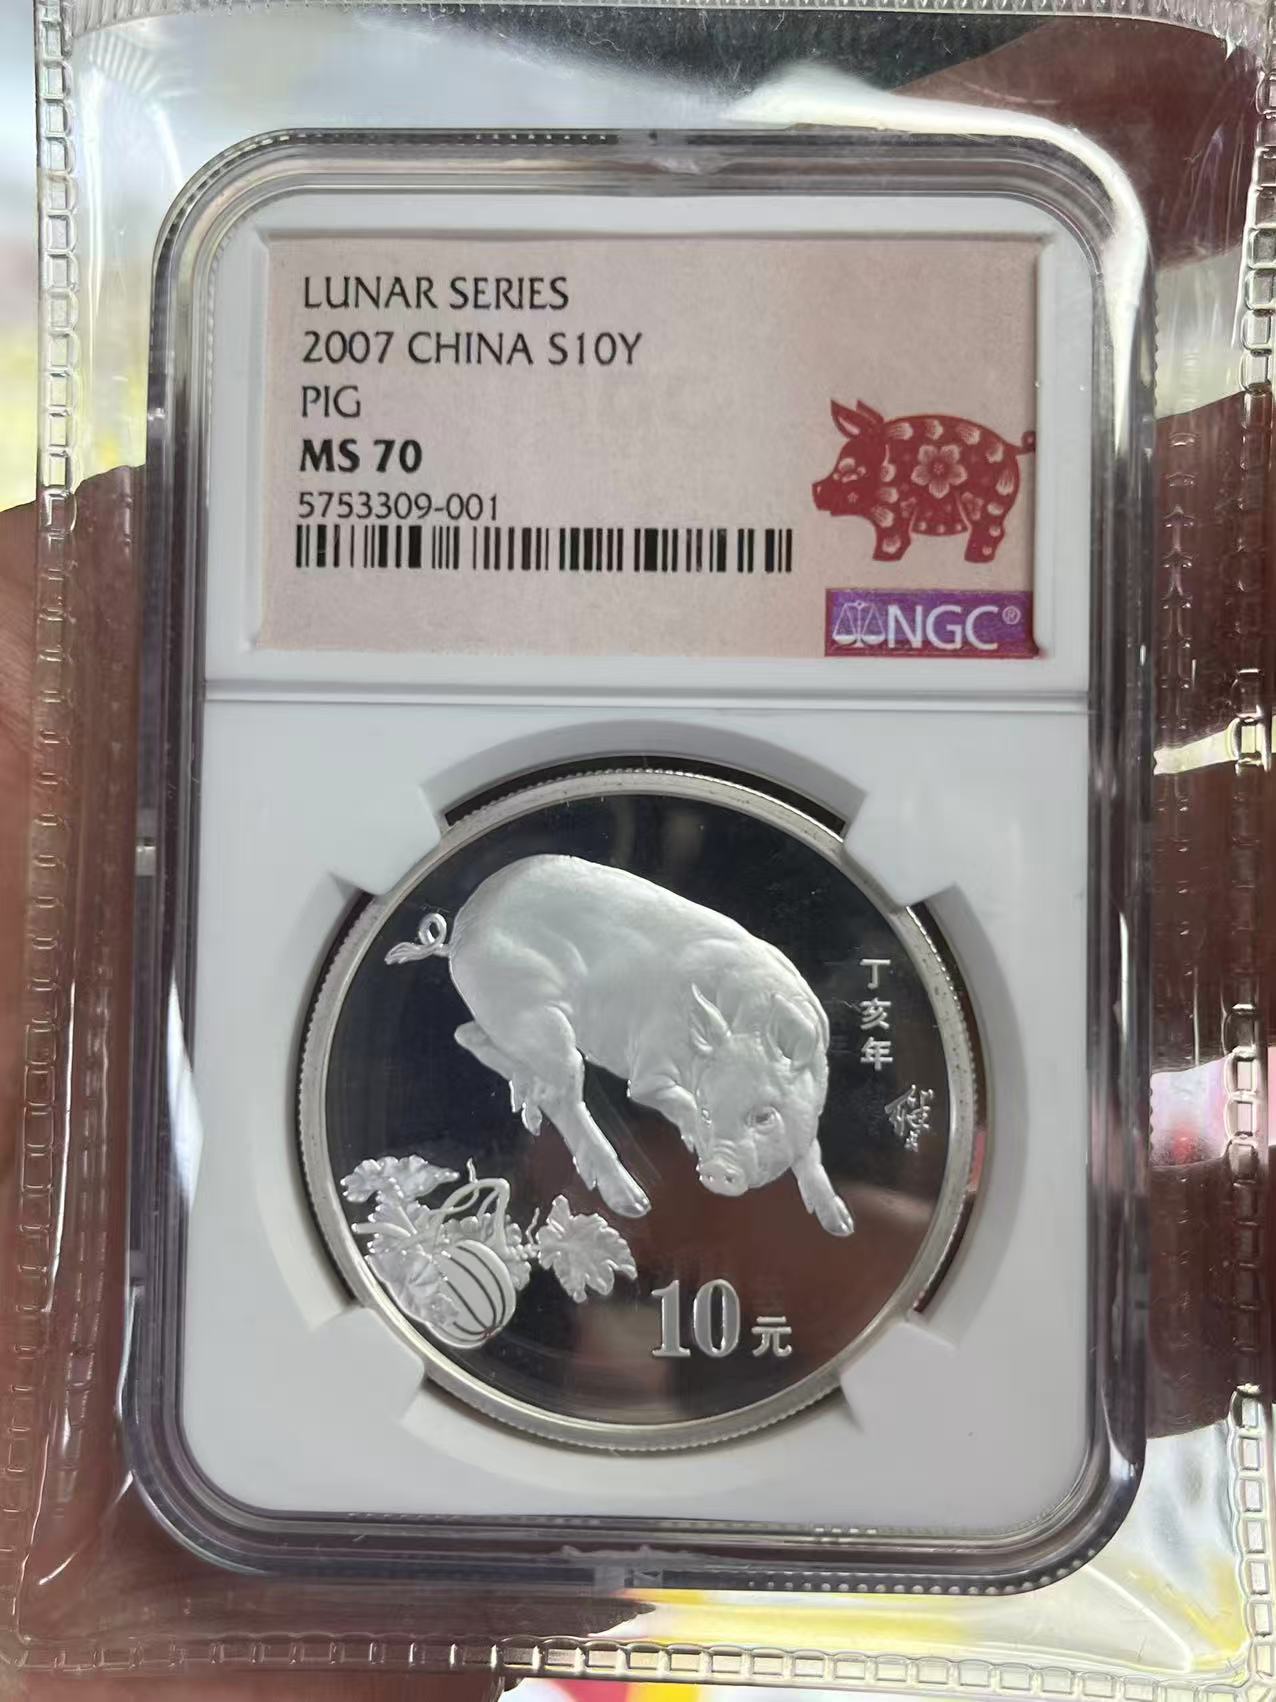 LUNAR SERIES
2007 CHINA S10Y
PIG
MS 70
5753309-001
NGC®
丁亥年
10元